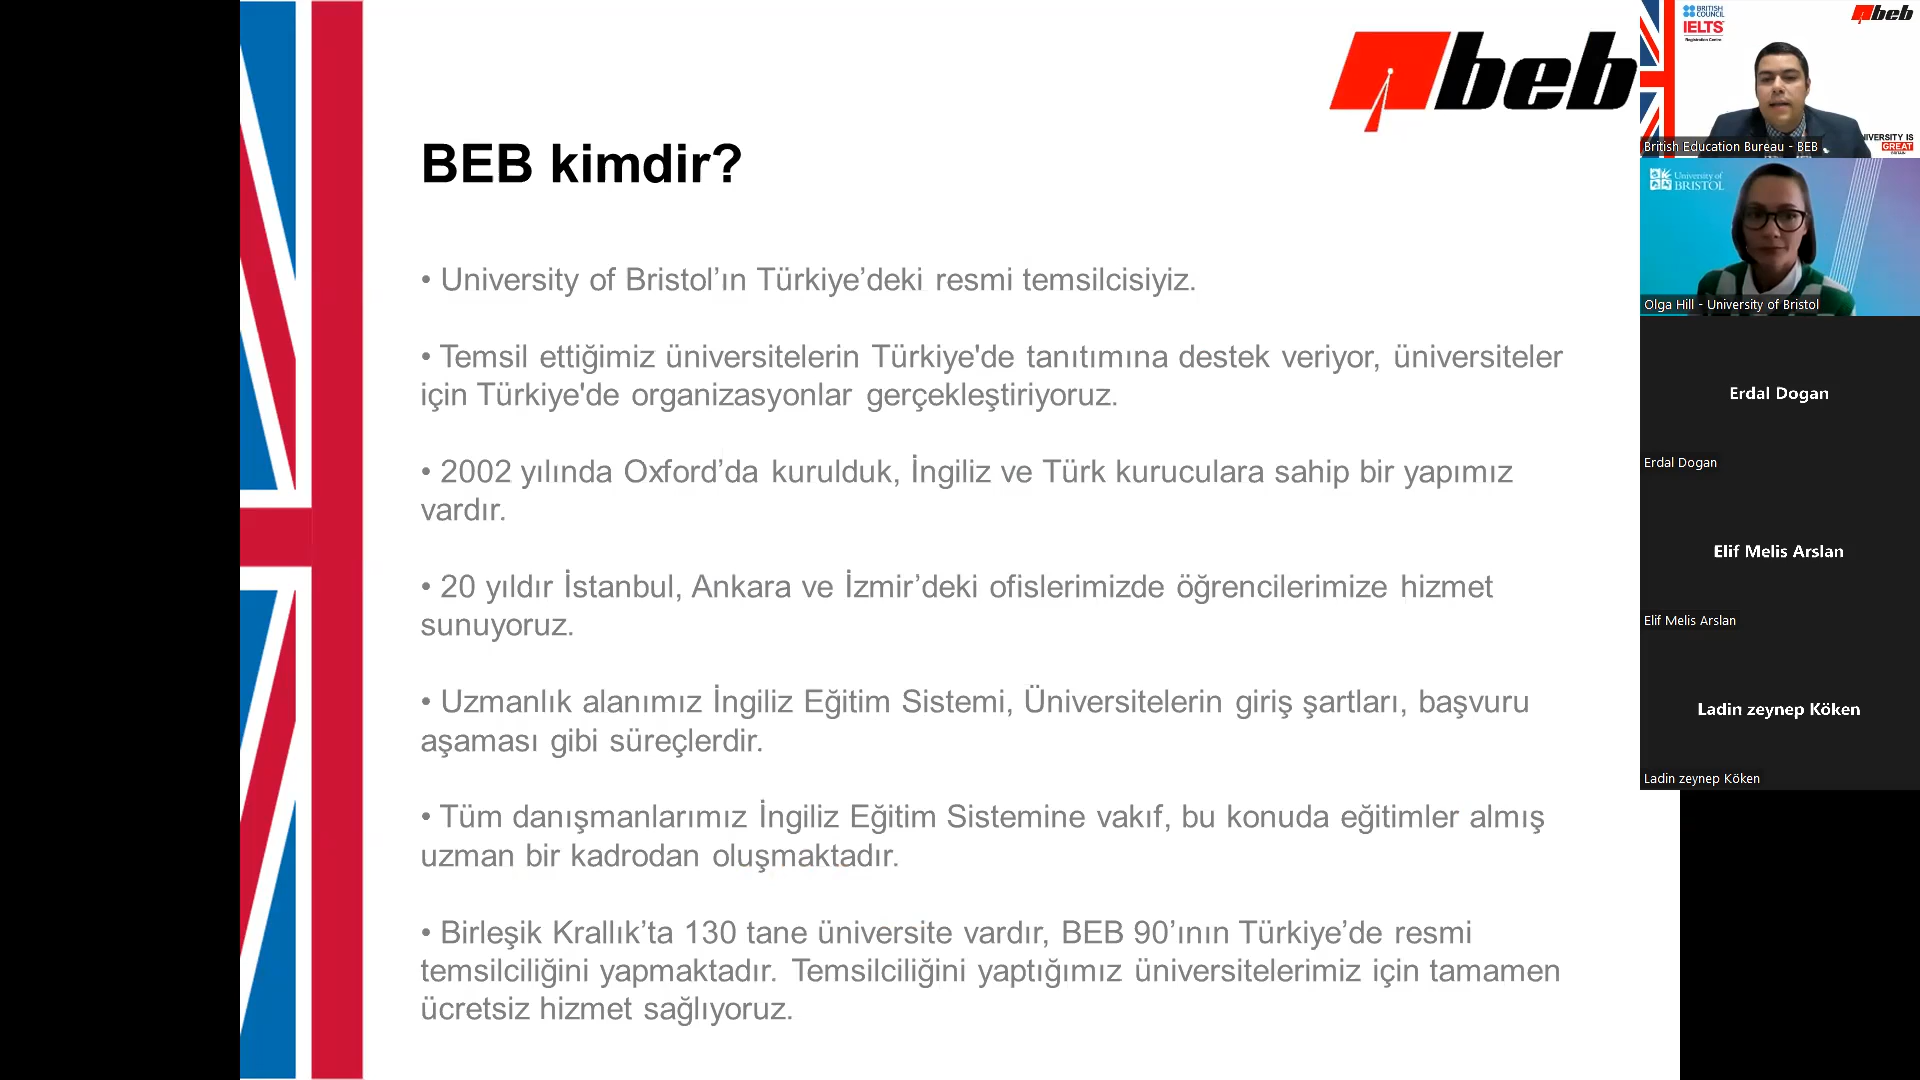 beb
BEB kimdir?
• University of Bristol’ın Türkiye’deki resmi temsilcisiyiz.
• Temsil ettiğimiz üniversitelerin Türkiye'de tanıtımına destek veriyor, üniversiteler
için Türkiye'de organizasyonlar gerçekleştiriyoruz.
• 2002 yılında Oxford’da kurulduk, İngiliz ve Türk kuruculara sahip bir yapımız
vardır.
• 20 yıldır İstanbul, Ankara ve İzmir’deki ofislerimizde öğrencilerimize hizmet
sunuyoruz.
• Uzmanlık alanımız İngiliz Eğitim Sistemi, Üniversitelerin giriş şartları, başvuru
aşaması gibi süreçlerdir.
• Tüm danışmanlarımız İngiliz Eğitim Sistemine vakıf, bu konuda eğitimler almış
uzman bir kadrodan oluşmaktadır.
• Birleşik Krallık’ta 130 tane üniversite vardır, BEB 90’ının Türkiye’de resmi
temsilciliğini yapmaktadır. Temsilciliğini yaptığımız üniversitelerimiz için tamamen
ücretsiz hizmet sağlıyoruz.
BRITISH
COUNCIL
IELTS
Registration Centre
beb
IVERSITY IS
GREAT
British Education Bureau - BEB
University of
BRISTOL
Olga Hill - University of Bristol
Erdal Dogan
Erdal Dogan
Elif Melis Arslan
Elif Melis Arslan
Ladin zeynep Köken
Ladin zeynep Köken